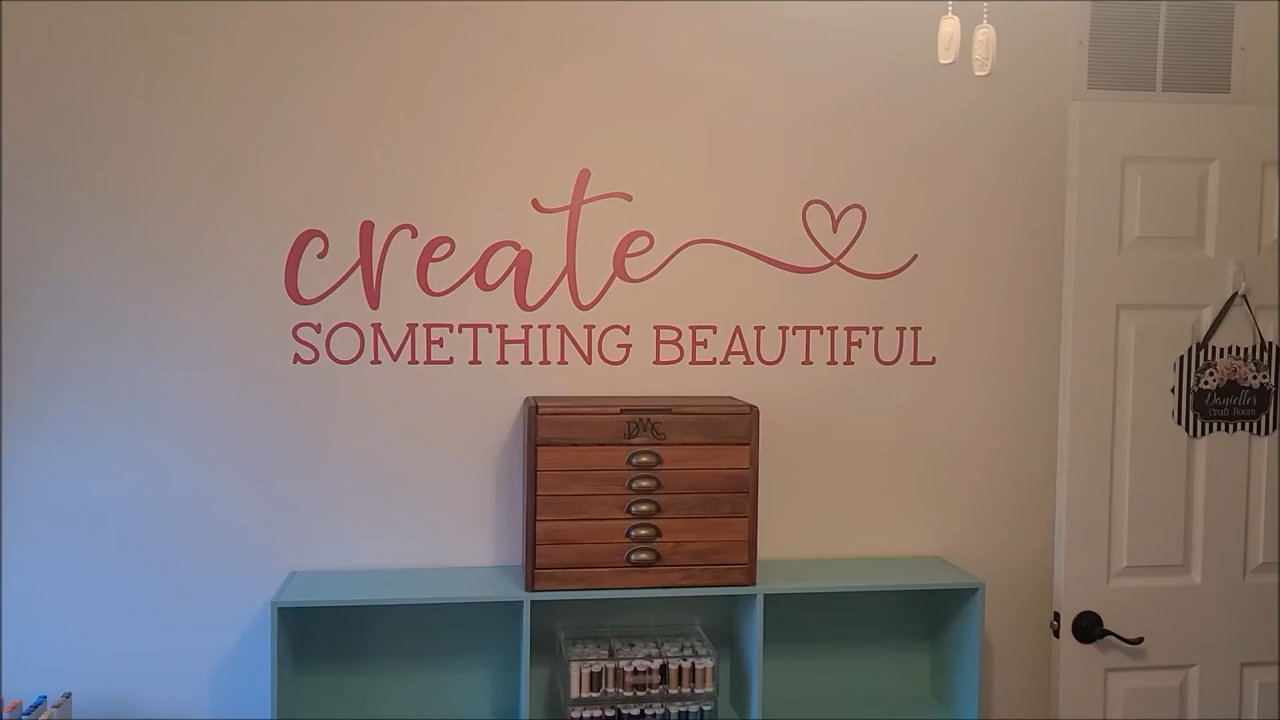 create
SOMETHING BEAUTIFUL
DMC
Danielle's
Craft Room